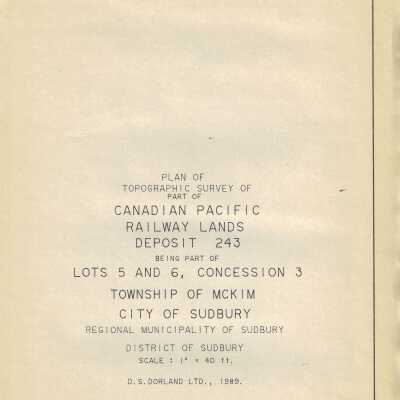 PLAN OF
TOPOGRAPHIC SURVEY OF
PART OF
CANADIAN PACIFIC
RAILWAY LANDS
DEPOSIT 243
BEING PART OF
LOTS 5 AND 6, CONCESSION 3
TOWNSHIP OF MCKIM
CITY OF SUDBURY
REGIONAL MUNICIPALITY OF SUDBURY
DISTRICT OF SUDBURY
SCALE : 1" = 40 ft.
D.S.DORLAND LTD., 1989.